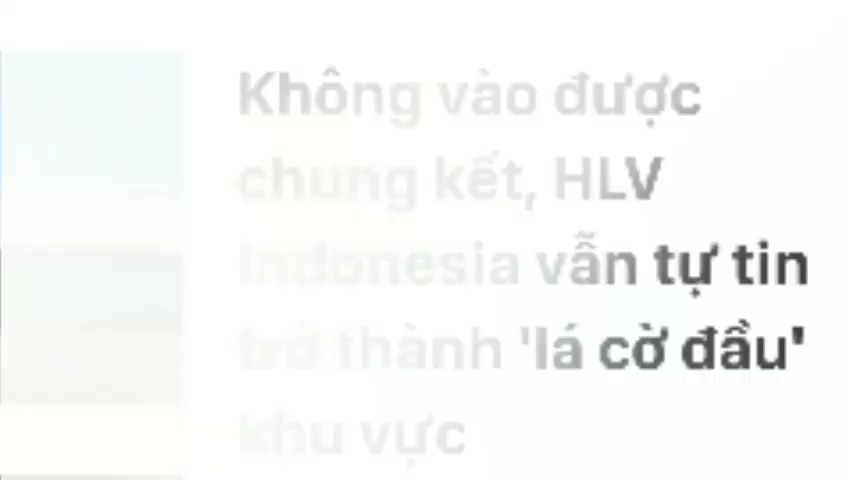 Không vào được
chung kết, HLV
Indonesia vẫn tự tin
trở thành 'lá cờ đầu'
khu vực